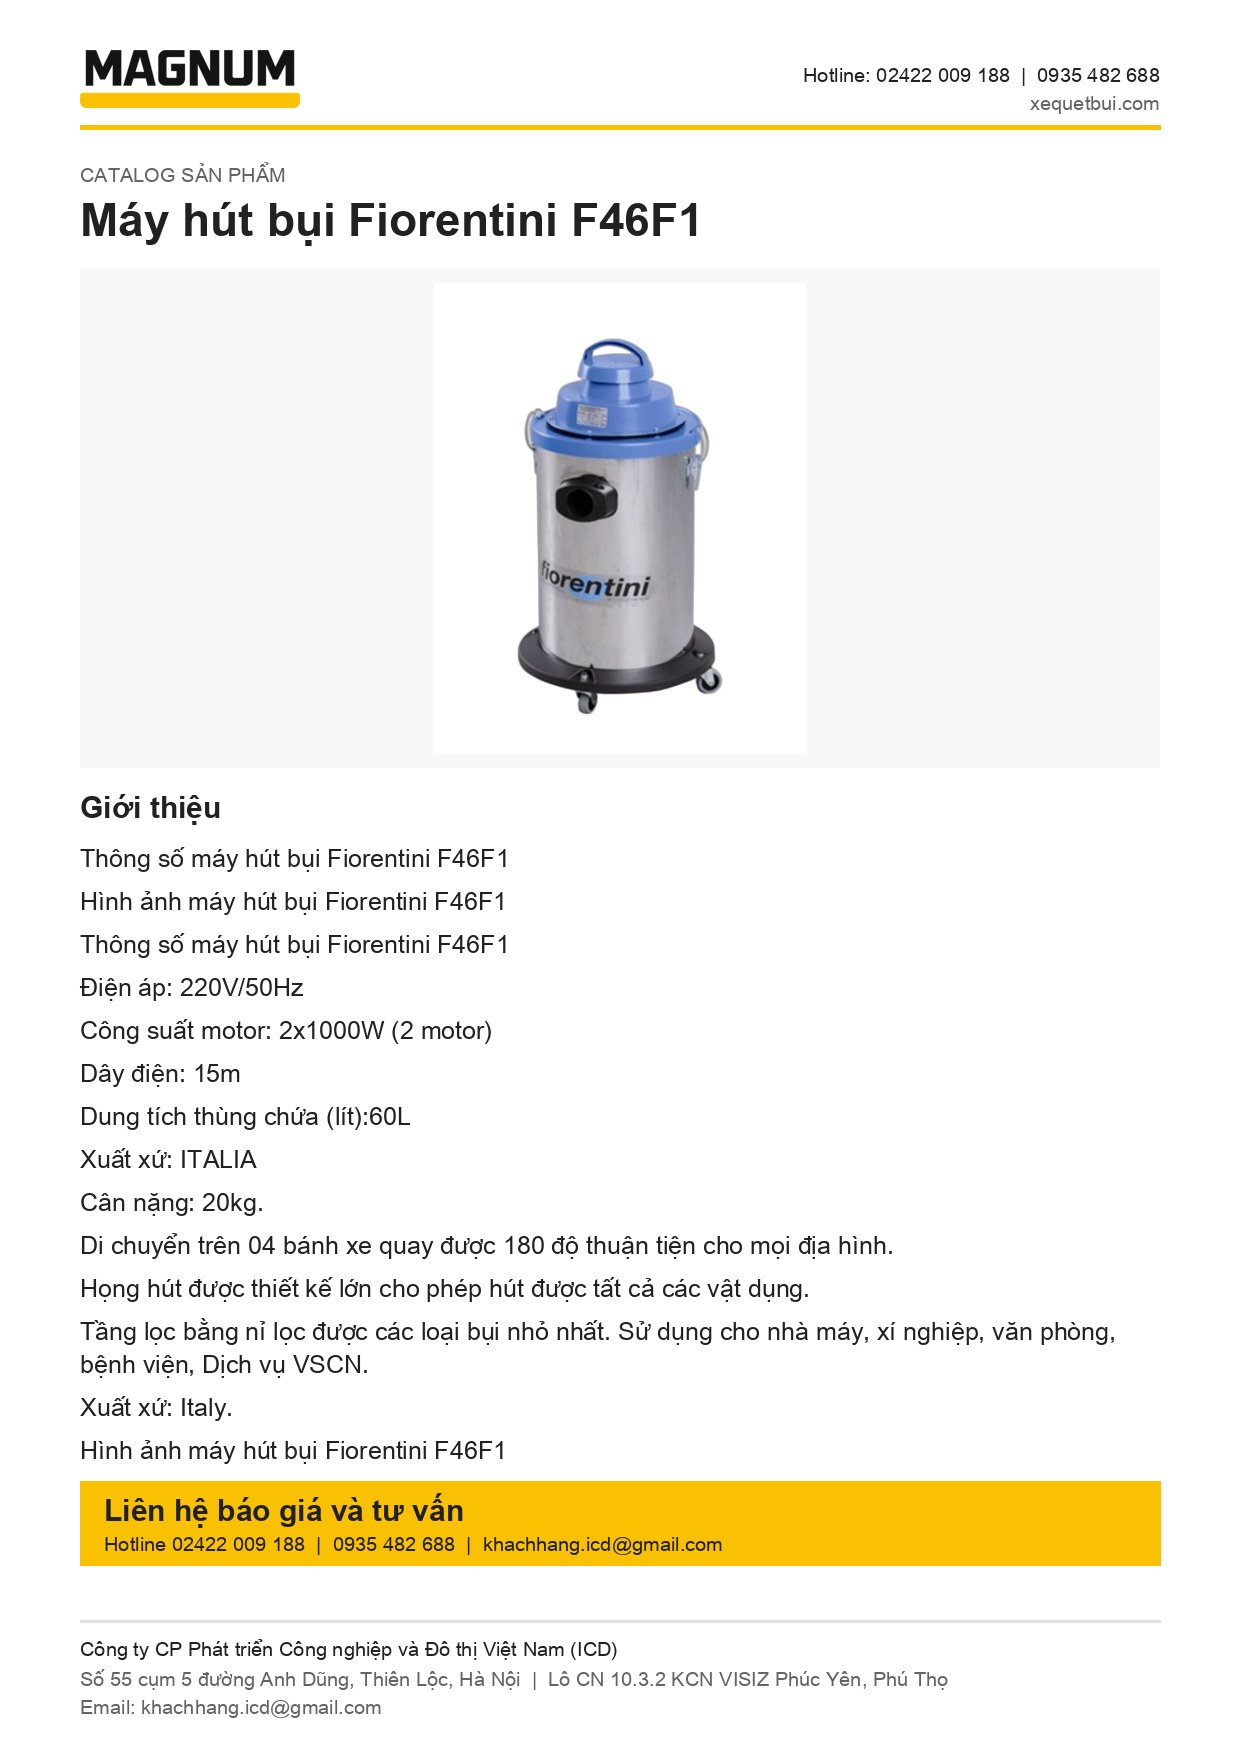 MAGNUM
Hotline: 02422 009 188 | 0935 482 688
xequetbui.com
CATALOG SẢN PHẨM
Máy hút bụi Fiorentini F46F1
fiorentini
Giới thiệu
Thông số máy hút bụi Fiorentini F46F1
Hình ảnh máy hút bụi Fiorentini F46F1
Thông số máy hút bụi Fiorentini F46F1
Điện áp: 220V/50Hz
Công suất motor: 2x1000W (2 motor)
Dây điện: 15m
Dung tích thùng chứa (lít):60L
Xuất xứ: ITALIA
Cân nặng: 20kg.
Di chuyển trên 04 bánh xe quay được 180 độ thuận tiện cho mọi địa hình.
Họng hút được thiết kế lớn cho phép hút được tất cả các vật dụng.
Tầng lọc bằng nỉ lọc được các loại bụi nhỏ nhất. Sử dụng cho nhà máy, xí nghiệp, văn phòng,
bệnh viện, Dịch vụ VSCN.
Xuất xứ: Italy.
Hình ảnh máy hút bụi Fiorentini F46F1
Liên hệ báo giá và tư vấn
Hotline 02422 009 188 | 0935 482 688 | khachhang.icd@gmail.com
Công ty CP Phát triển Công nghiệp và Đô thị Việt Nam (ICD)
Số 55 cụm 5 đường Anh Dũng, Thiên Lộc, Hà Nội | Lô CN 10.3.2 KCN VISIZ Phúc Yên, Phú Thọ
Email: khachhang.icd@gmail.com